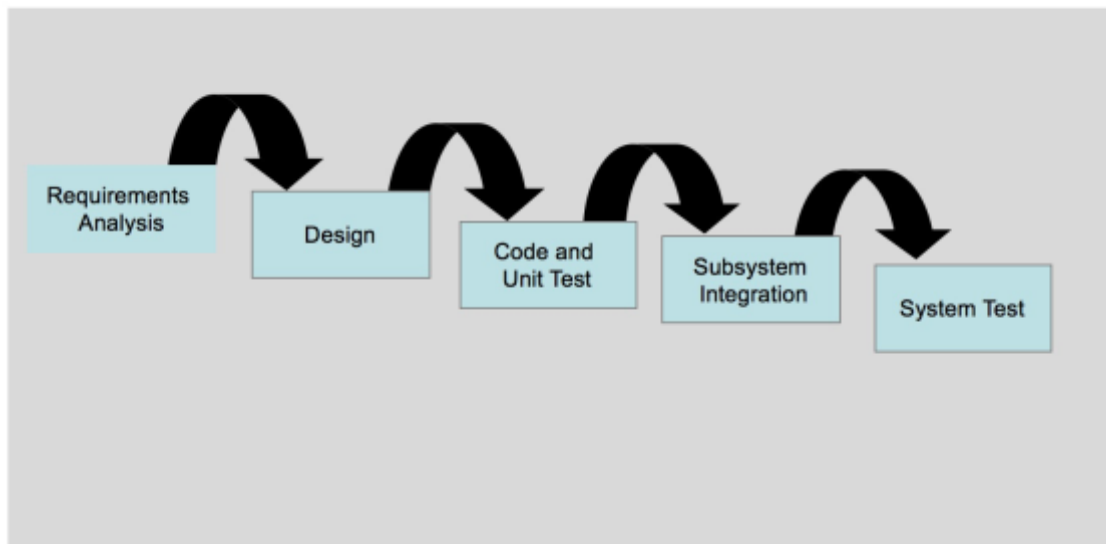 Requirements
Analysis
Design
Code and
Unit Test
Subsystem
Integration
System Test